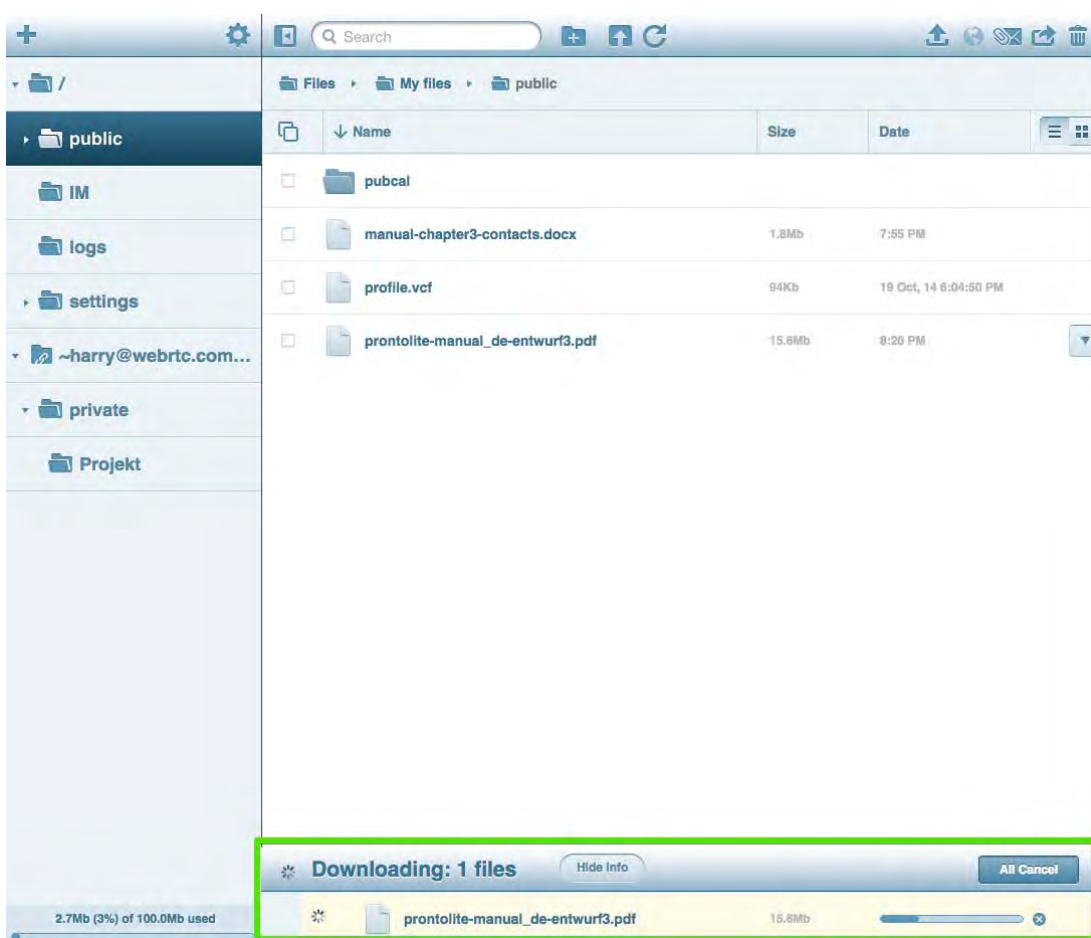 Search
/
public
IM
logs
settings
~harry@webrtc.com...
private
Projekt
2.7Mb (3%) of 100.0Mb used
Files My files public
Name Size Date
pubcal
manual-chapter3-contacts.docx 1.8Mb 7:55 PM
profile.vcf 94Kb 19 Oct, 14 6:04:50 PM
prontolite-manual_de-entwurf3.pdf 15.6Mb 8:20 PM
Downloading: 1 files Hide Info All Cancel
prontolite-manual_de-entwurf3.pdf 15.6Mb